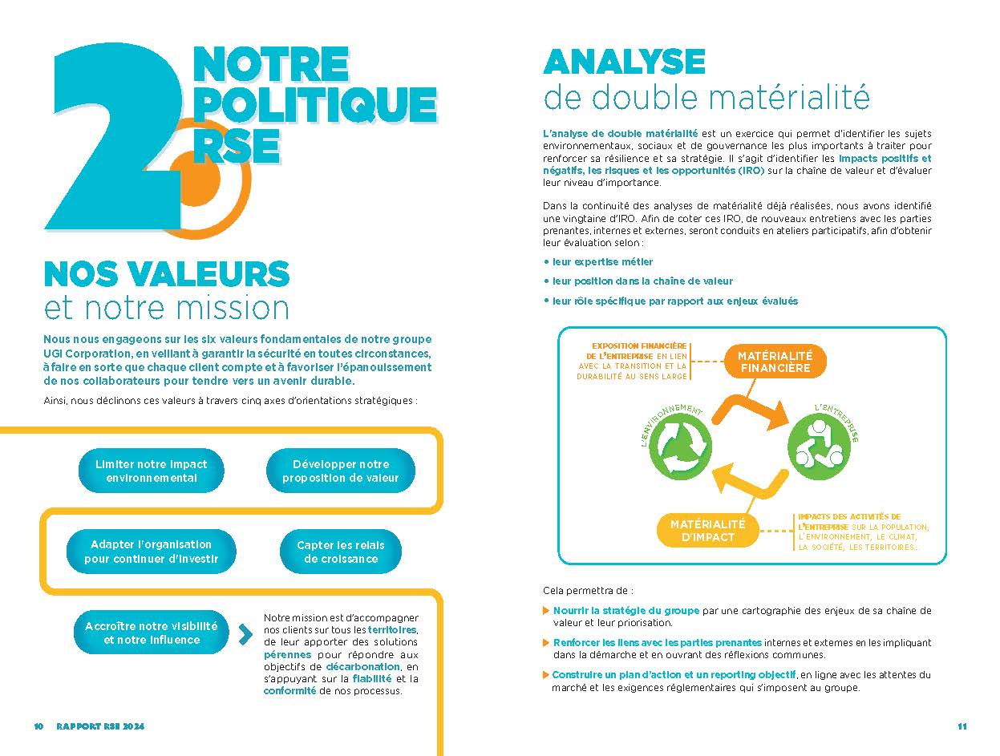 2
NOTRE
POLITIQUE
RSE
NOS VALEURS
et notre mission
Nous nous engageons sur les six valeurs fondamentales de notre groupe
UGI Corporation, en veillant à garantir la sécurité en toutes circonstances,
à faire en sorte que chaque client compte et à favoriser l'épanouissement
de nos collaborateurs pour tendre vers un avenir durable.
Ainsi, nous déclinons ces valeurs à travers cinq axes d'orientations stratégiques :
Limiter notre impact
environnemental
Développer notre
proposition de valeur
Adapter l'organisation
pour continuer d'investir
Capter les relais
de croissance
Accroître notre visibilité
et notre influence
Notre mission est d'accompagner
nos clients sur tous les territoires,
de leur apporter des solutions
pérennes pour répondre aux
objectifs de décarbonation, en
s'appuyant sur la fiabilité et la
conformité de nos processus.
10 RAPPORT RSE 2024
ANALYSE
de double matérialité
L'analyse de double matérialité est un exercice qui permet d'identifier les sujets
environnementaux, sociaux et de gouvernance les plus importants à traiter pour
renforcer sa résilience et sa stratégie. Il s'agit d'identifier les impacts positifs et
négatifs, les risques et les opportunités (IRO) sur la chaîne de valeur et d'évaluer
leur niveau d'importance.
Dans la continuité des analyses de matérialité déjà réalisées, nous avons identifié
une vingtaine d'IRO. Afin de coter ces IRO, de nouveaux entretiens avec les parties
prenantes, internes et externes, seront conduits en ateliers participatifs, afin d'obtenir
leur évaluation selon :
• leur expertise métier
• leur position dans la chaîne de valeur
• leur rôle spécifique par rapport aux enjeux évalués
EXPOSITION FINANCIÈRE
DE L'ENTREPRISE EN LIEN
AVEC LA TRANSITION ET LA
DURABILITÉ AU SENS LARGE
MATÉRIALITÉ
FINANCIÈRE
L'ENVIRONNEMENT
L'ENTREPRISE
MATÉRIALITÉ
D'IMPACT
IMPACTS DES ACTIVITÉS DE
L'ENTREPRISE SUR LA POPULATION,
L'ENVIRONNEMENT, LE CLIMAT,
LA SOCIÉTÉ, LES TERRITOIRES...
Cela permettra de :
Nourrir la stratégie du groupe par une cartographie des enjeux de sa chaîne de
valeur et leur priorisation.
Renforcer les liens avec les parties prenantes internes et externes en les impliquant
dans la démarche et en ouvrant des réflexions communes.
Construire un plan d'action et un reporting objectif, en ligne avec les attentes du
marché et les exigences réglementaires qui s'imposent au groupe.
11